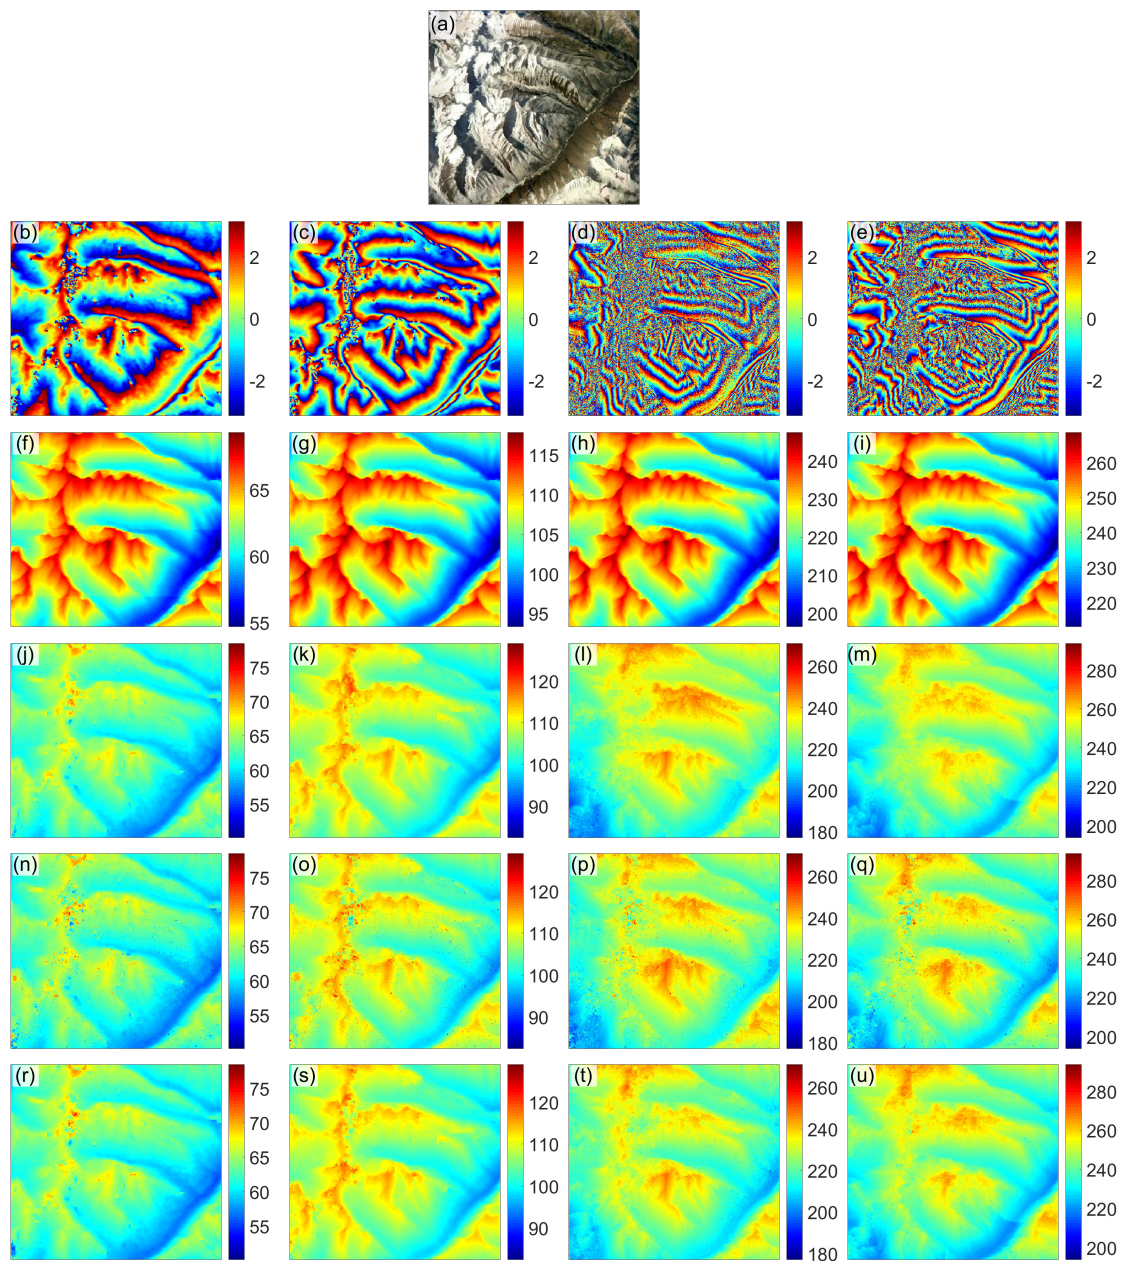 (a)
(b) 2 0 -2 (c) 2 0 -2 (d) 2 0 -2 (e) 2 0 -2
(f) 65 60 55 (g) 115 110 105 100 95 (h) 240 230 220 210 200 (i) 260 250 240 230 220
(j) 75 70 65 60 55 (k) 120 110 100 90 (l) 260 240 220 200 180 (m) 280 260 240 220 200
(n) 75 70 65 60 55 (o) 120 110 100 90 (p) 260 240 220 200 180 (q) 280 260 240 220 200
(r) 75 70 65 60 55 (s) 120 110 100 90 (t) 260 240 220 200 180 (u) 280 260 240 220 200